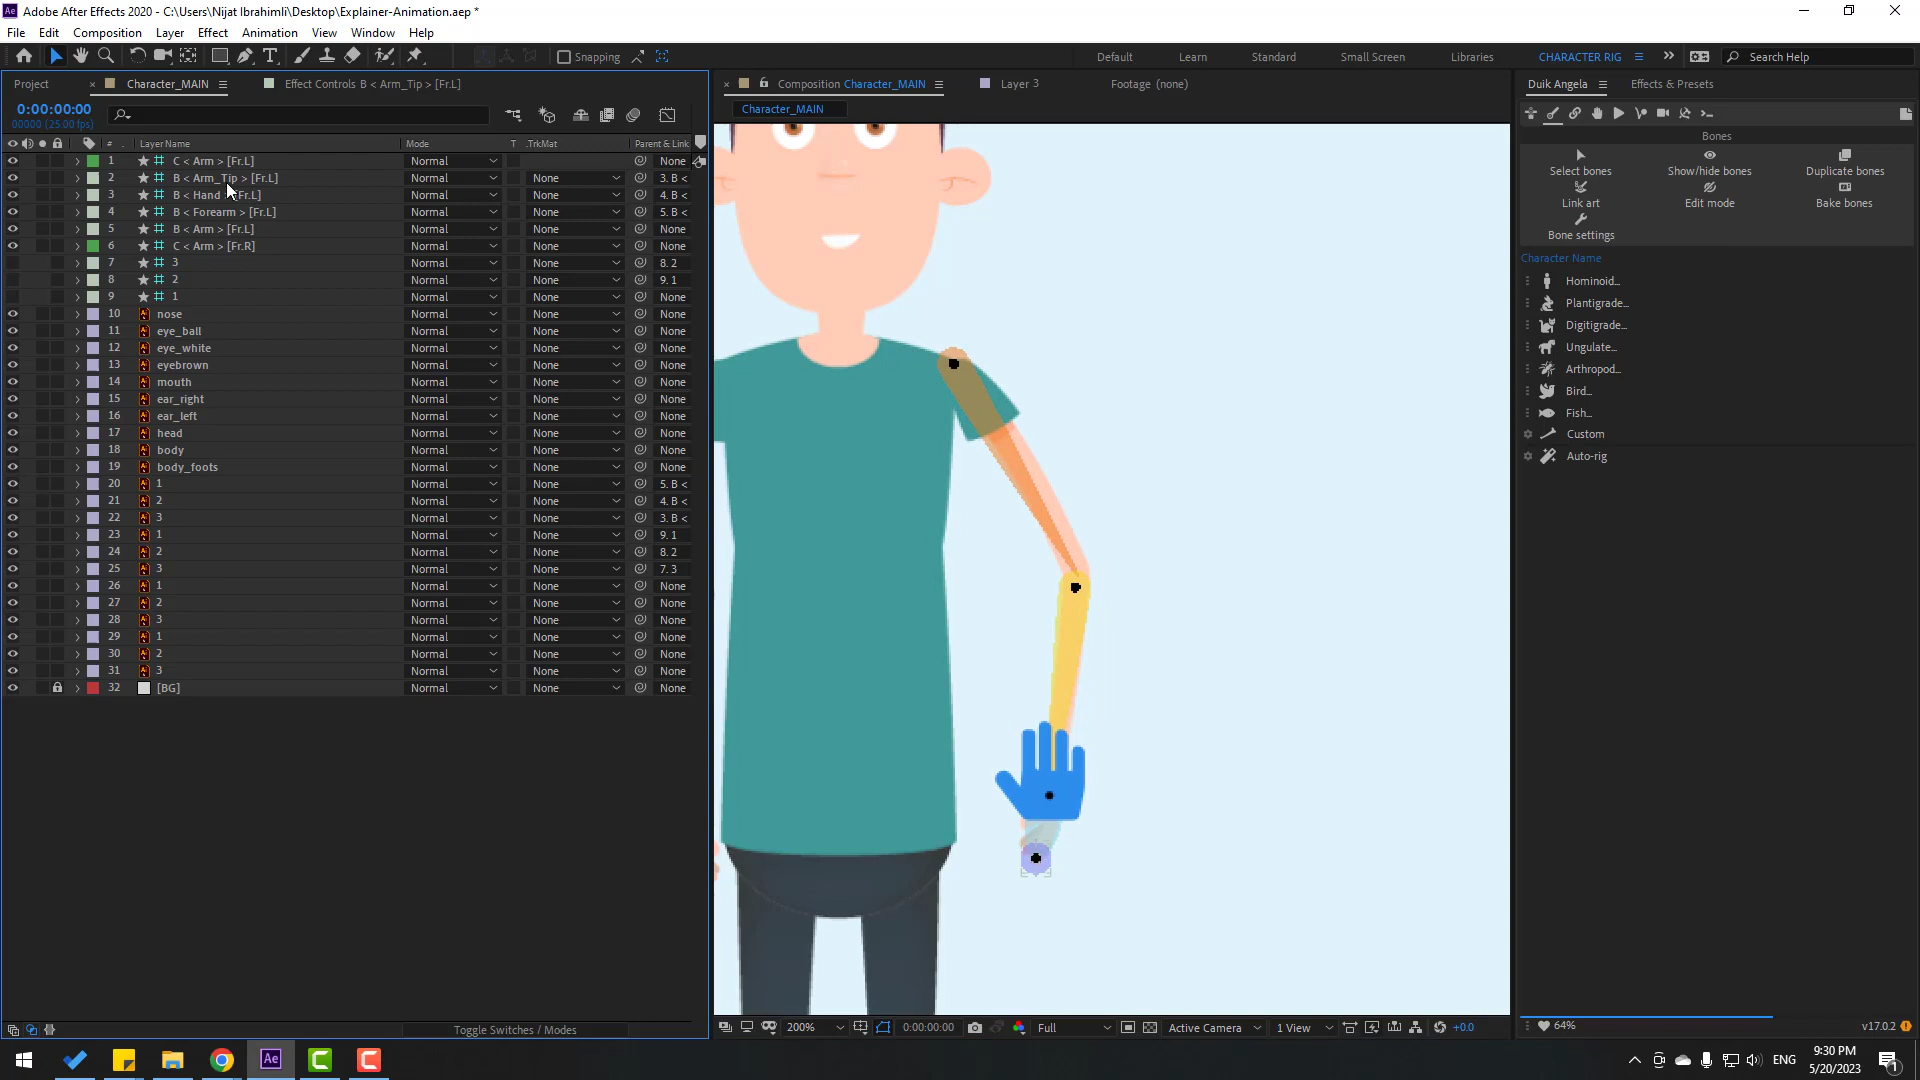 Adobe After Effects 2020 - C:\Users\Nijat Ibrahimli\Desktop\Explainer-Animation.aep *
File Edit Composition Layer Effect Animation View Window Help
Snapping Default Learn Standard Small Screen Libraries CHARACTER RIG Search Help
Project Character_MAIN Effect Controls B < Arm_Tip > [Fr.L] Composition Character_MAIN Layer 3 Footage (none) Duik Angela Effects & Presets
0:00:00:00
00000 (25.00 fps)
Character_MAIN
# Layer Name Mode T .TrkMat Parent & Link
1 C < Arm > [Fr.L] Normal None
2 B < Arm_Tip > [Fr.L] Normal None 3. B <
3 B < Hand [Fr.L] Normal None 4. B <
4 B < Forearm > [Fr.L] Normal None 5. B <
5 B < Arm > [Fr.L] Normal None None
6 C < Arm > [Fr.R] Normal None None
7 3 Normal None 8. 2
8 2 Normal None 9. 1
9 1 Normal None None
10 nose Normal None None
11 eye_ball Normal None None
12 eye_white Normal None None
13 eyebrown Normal None None
14 mouth Normal None None
15 ear_right Normal None None
16 ear_left Normal None None
17 head Normal None None
18 body Normal None None
19 body_foots Normal None None
20 1 Normal None 5. B <
21 2 Normal None 4. B <
22 3 Normal None 3. B <
23 1 Normal None 9. 1
24 2 Normal None 8. 2
25 3 Normal None 7. 3
26 1 Normal None None
27 2 Normal None None
28 3 Normal None None
29 1 Normal None None
30 2 Normal None None
31 3 Normal None None
32 [BG] Normal None None
Toggle Switches / Modes
200% 0:00:00:00 Full Active Camera 1 View +0.0
Bones
Select bones Show/hide bones Duplicate bones
Link art Edit mode Bake bones
Bone settings
Character Name
Hominoid...
Plantigrade...
Digitigrade...
Ungulate...
Arthropod...
Bird...
Fish...
Custom
Auto-rig
64% v17.0.2
ENG 9:30 PM
5/20/2023
1